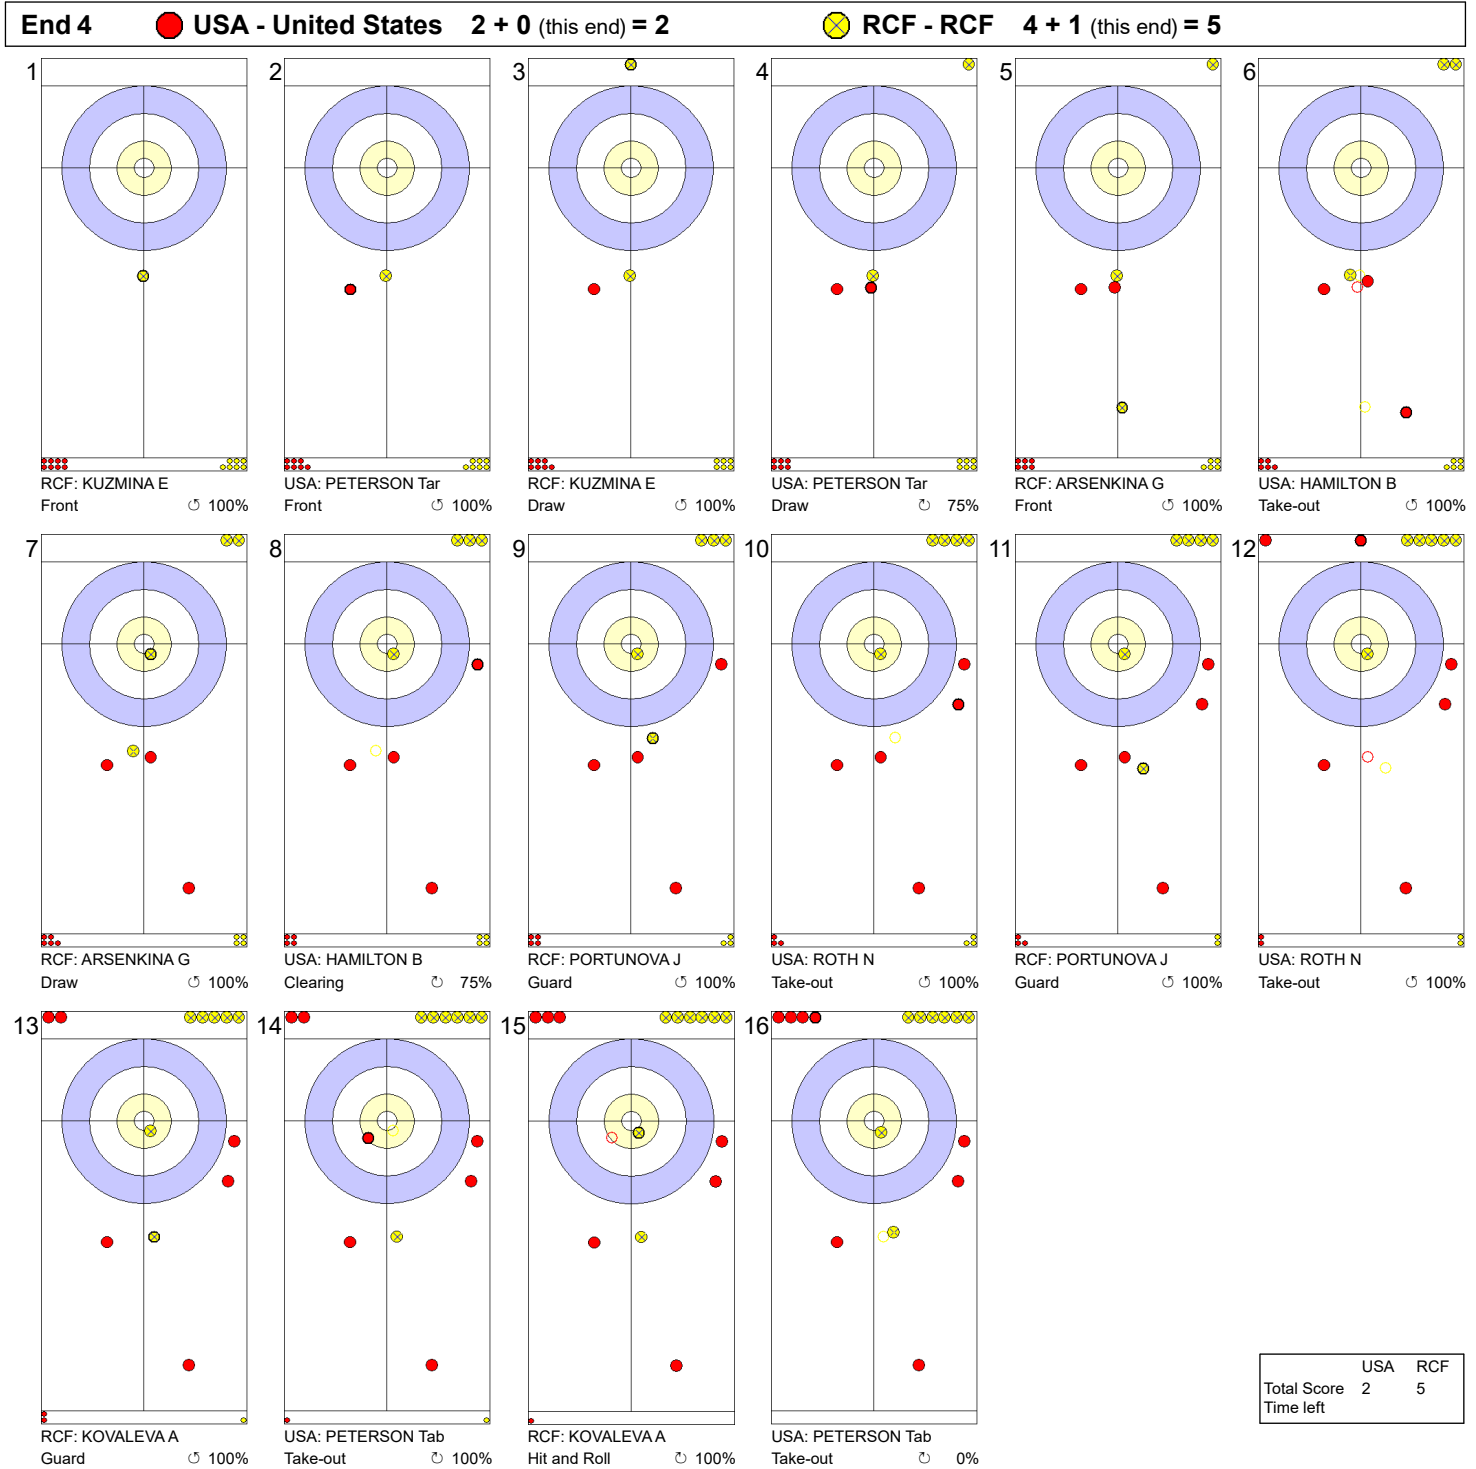 End 4 USA - United States 2 + 0 (this end) = 2 RCF - RCF 4 + 1 (this end) = 5
1 2 3 4 5 6
RCF: KUZMINA E USA: PETERSON Tar RCF: KUZMINA E USA: PETERSON Tar RCF: ARSENKINA G USA: HAMILTON B
Front ↺ 100% Front ↺ 100% Draw ↺ 100% Draw ↻ 75% Front ↺ 100% Take-out ↺ 100%
7 8 9 10 11 12
RCF: ARSENKINA G USA: HAMILTON B RCF: PORTUNOVA J USA: ROTH N RCF: PORTUNOVA J USA: ROTH N
Draw ↺ 100% Clearing ↻ 75% Guard ↺ 100% Take-out ↻ 100% Guard ↺ 100% Take-out ↻ 100%
13 14 15 16
RCF: KOVALEVA A USA: PETERSON Tab RCF: KOVALEVA A USA: PETERSON Tab
Guard ↺ 100% Take-out ↺ 100% Hit and Roll ↻ 100% Take-out ↻ 0%
USA RCF
Total Score 2 5
Time left